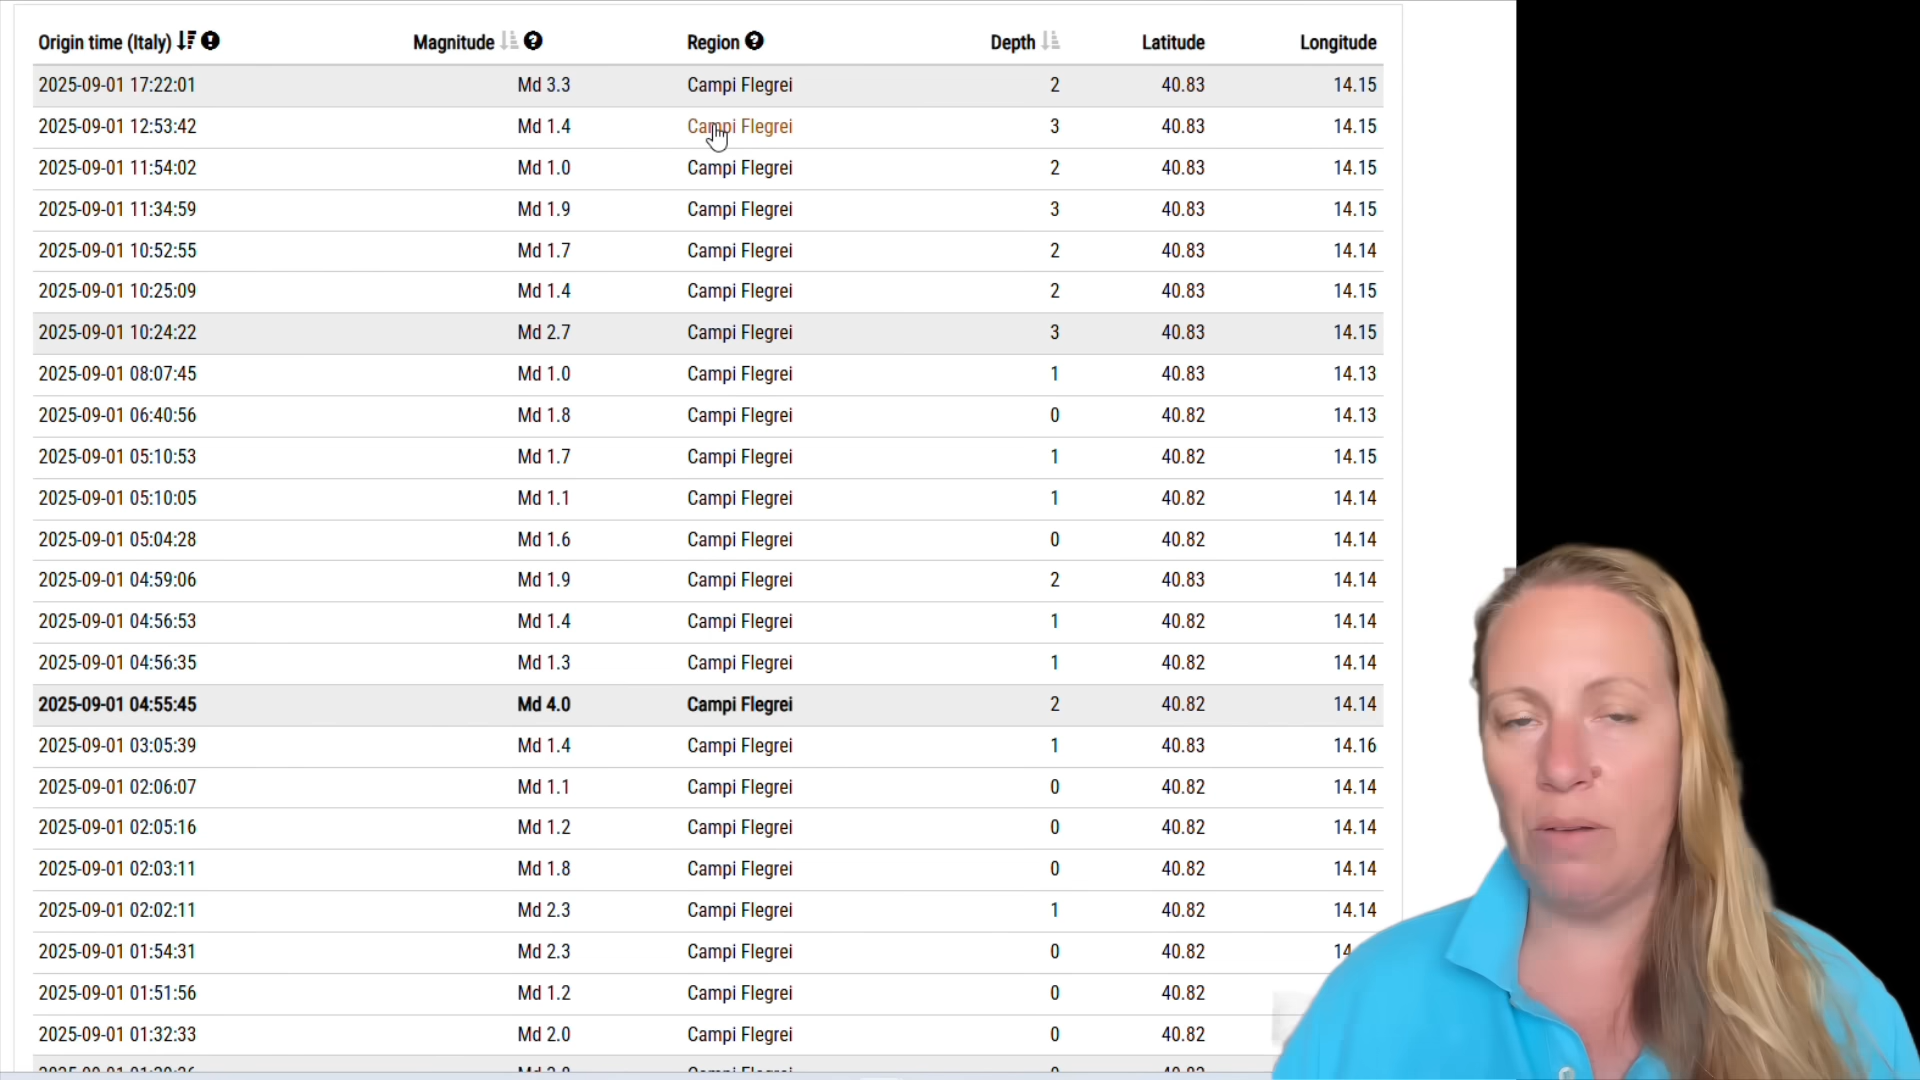 Origin time (Italy) Magnitude Region Depth Latitude Longitude
2025-09-01 17:22:01 Md 3.3 Campi Flegrei 2 40.83 14.15
2025-09-01 12:53:42 Md 1.4 Campi Flegrei 3 40.83 14.15
2025-09-01 11:54:02 Md 1.0 Campi Flegrei 2 40.83 14.15
2025-09-01 11:34:59 Md 1.9 Campi Flegrei 3 40.83 14.15
2025-09-01 10:52:55 Md 1.7 Campi Flegrei 2 40.83 14.14
2025-09-01 10:25:09 Md 1.4 Campi Flegrei 2 40.83 14.15
2025-09-01 10:24:22 Md 2.7 Campi Flegrei 3 40.83 14.15
2025-09-01 08:07:45 Md 1.0 Campi Flegrei 1 40.83 14.13
2025-09-01 06:40:56 Md 1.8 Campi Flegrei 0 40.82 14.13
2025-09-01 05:10:53 Md 1.7 Campi Flegrei 1 40.82 14.15
2025-09-01 05:10:05 Md 1.1 Campi Flegrei 1 40.82 14.14
2025-09-01 05:04:28 Md 1.6 Campi Flegrei 0 40.82 14.14
2025-09-01 04:59:06 Md 1.9 Campi Flegrei 2 40.83 14.14
2025-09-01 04:56:53 Md 1.4 Campi Flegrei 1 40.82 14.14
2025-09-01 04:56:35 Md 1.3 Campi Flegrei 1 40.82 14.14
2025-09-01 04:55:45 Md 4.0 Campi Flegrei 2 40.82 14.14
2025-09-01 03:05:39 Md 1.4 Campi Flegrei 1 40.83 14.16
2025-09-01 02:06:07 Md 1.1 Campi Flegrei 0 40.82 14.14
2025-09-01 02:05:16 Md 1.2 Campi Flegrei 0 40.82 14.14
2025-09-01 02:03:11 Md 1.8 Campi Flegrei 0 40.82 14.14
2025-09-01 02:02:11 Md 2.3 Campi Flegrei 1 40.82 14.14
2025-09-01 01:54:31 Md 2.3 Campi Flegrei 0 40.82
2025-09-01 01:51:56 Md 1.2 Campi Flegrei 0 40.82
2025-09-01 01:32:33 Md 2.0 Campi Flegrei 0 40.82